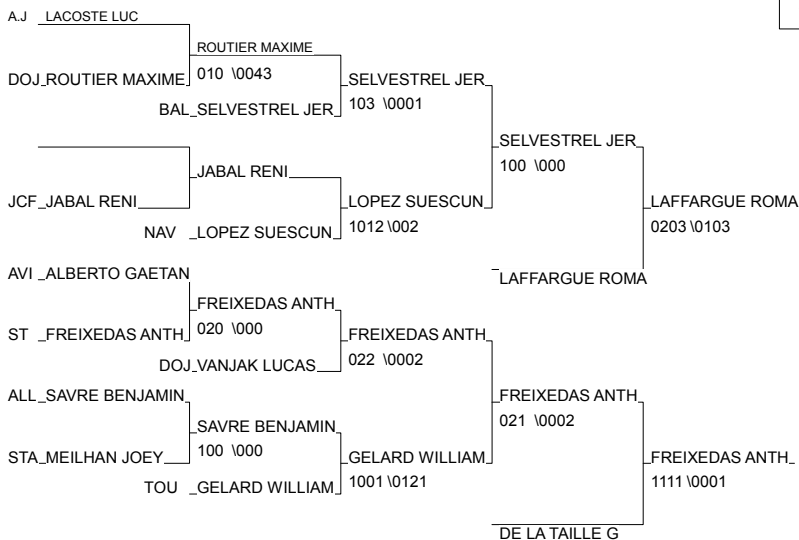 A.J LACOSTE LUC
ROUTIER MAXIME
DOJ ROUTIER MAXIME 010 \0043 SELVESTREL JER
BAL SELVESTREL JER 103 \0001
SELVESTREL JER
100 \000
JABAL RENI
JCF JABAL RENI LOPEZ SUESCUN LAFFARGUE ROMA
NAV LOPEZ SUESCUN 1012 \002 0203 \0103
AVI ALBERTO GAETAN LAFFARGUE ROMA
FREIXEDAS ANTH
ST FREIXEDAS ANTH 020 \000 FREIXEDAS ANTH
DOJ VANJAK LUCAS 022 \0002
ALL SAVRE BENJAMIN FREIXEDAS ANTH
021 \0002
SAVRE BENJAMIN
STA MEILHAN JOEY 100 \000 GELARD WILLIAM FREIXEDAS ANTH
TOU GELARD WILLIAM 1001 \0121 1111 \0001
DE LA TAILLE G